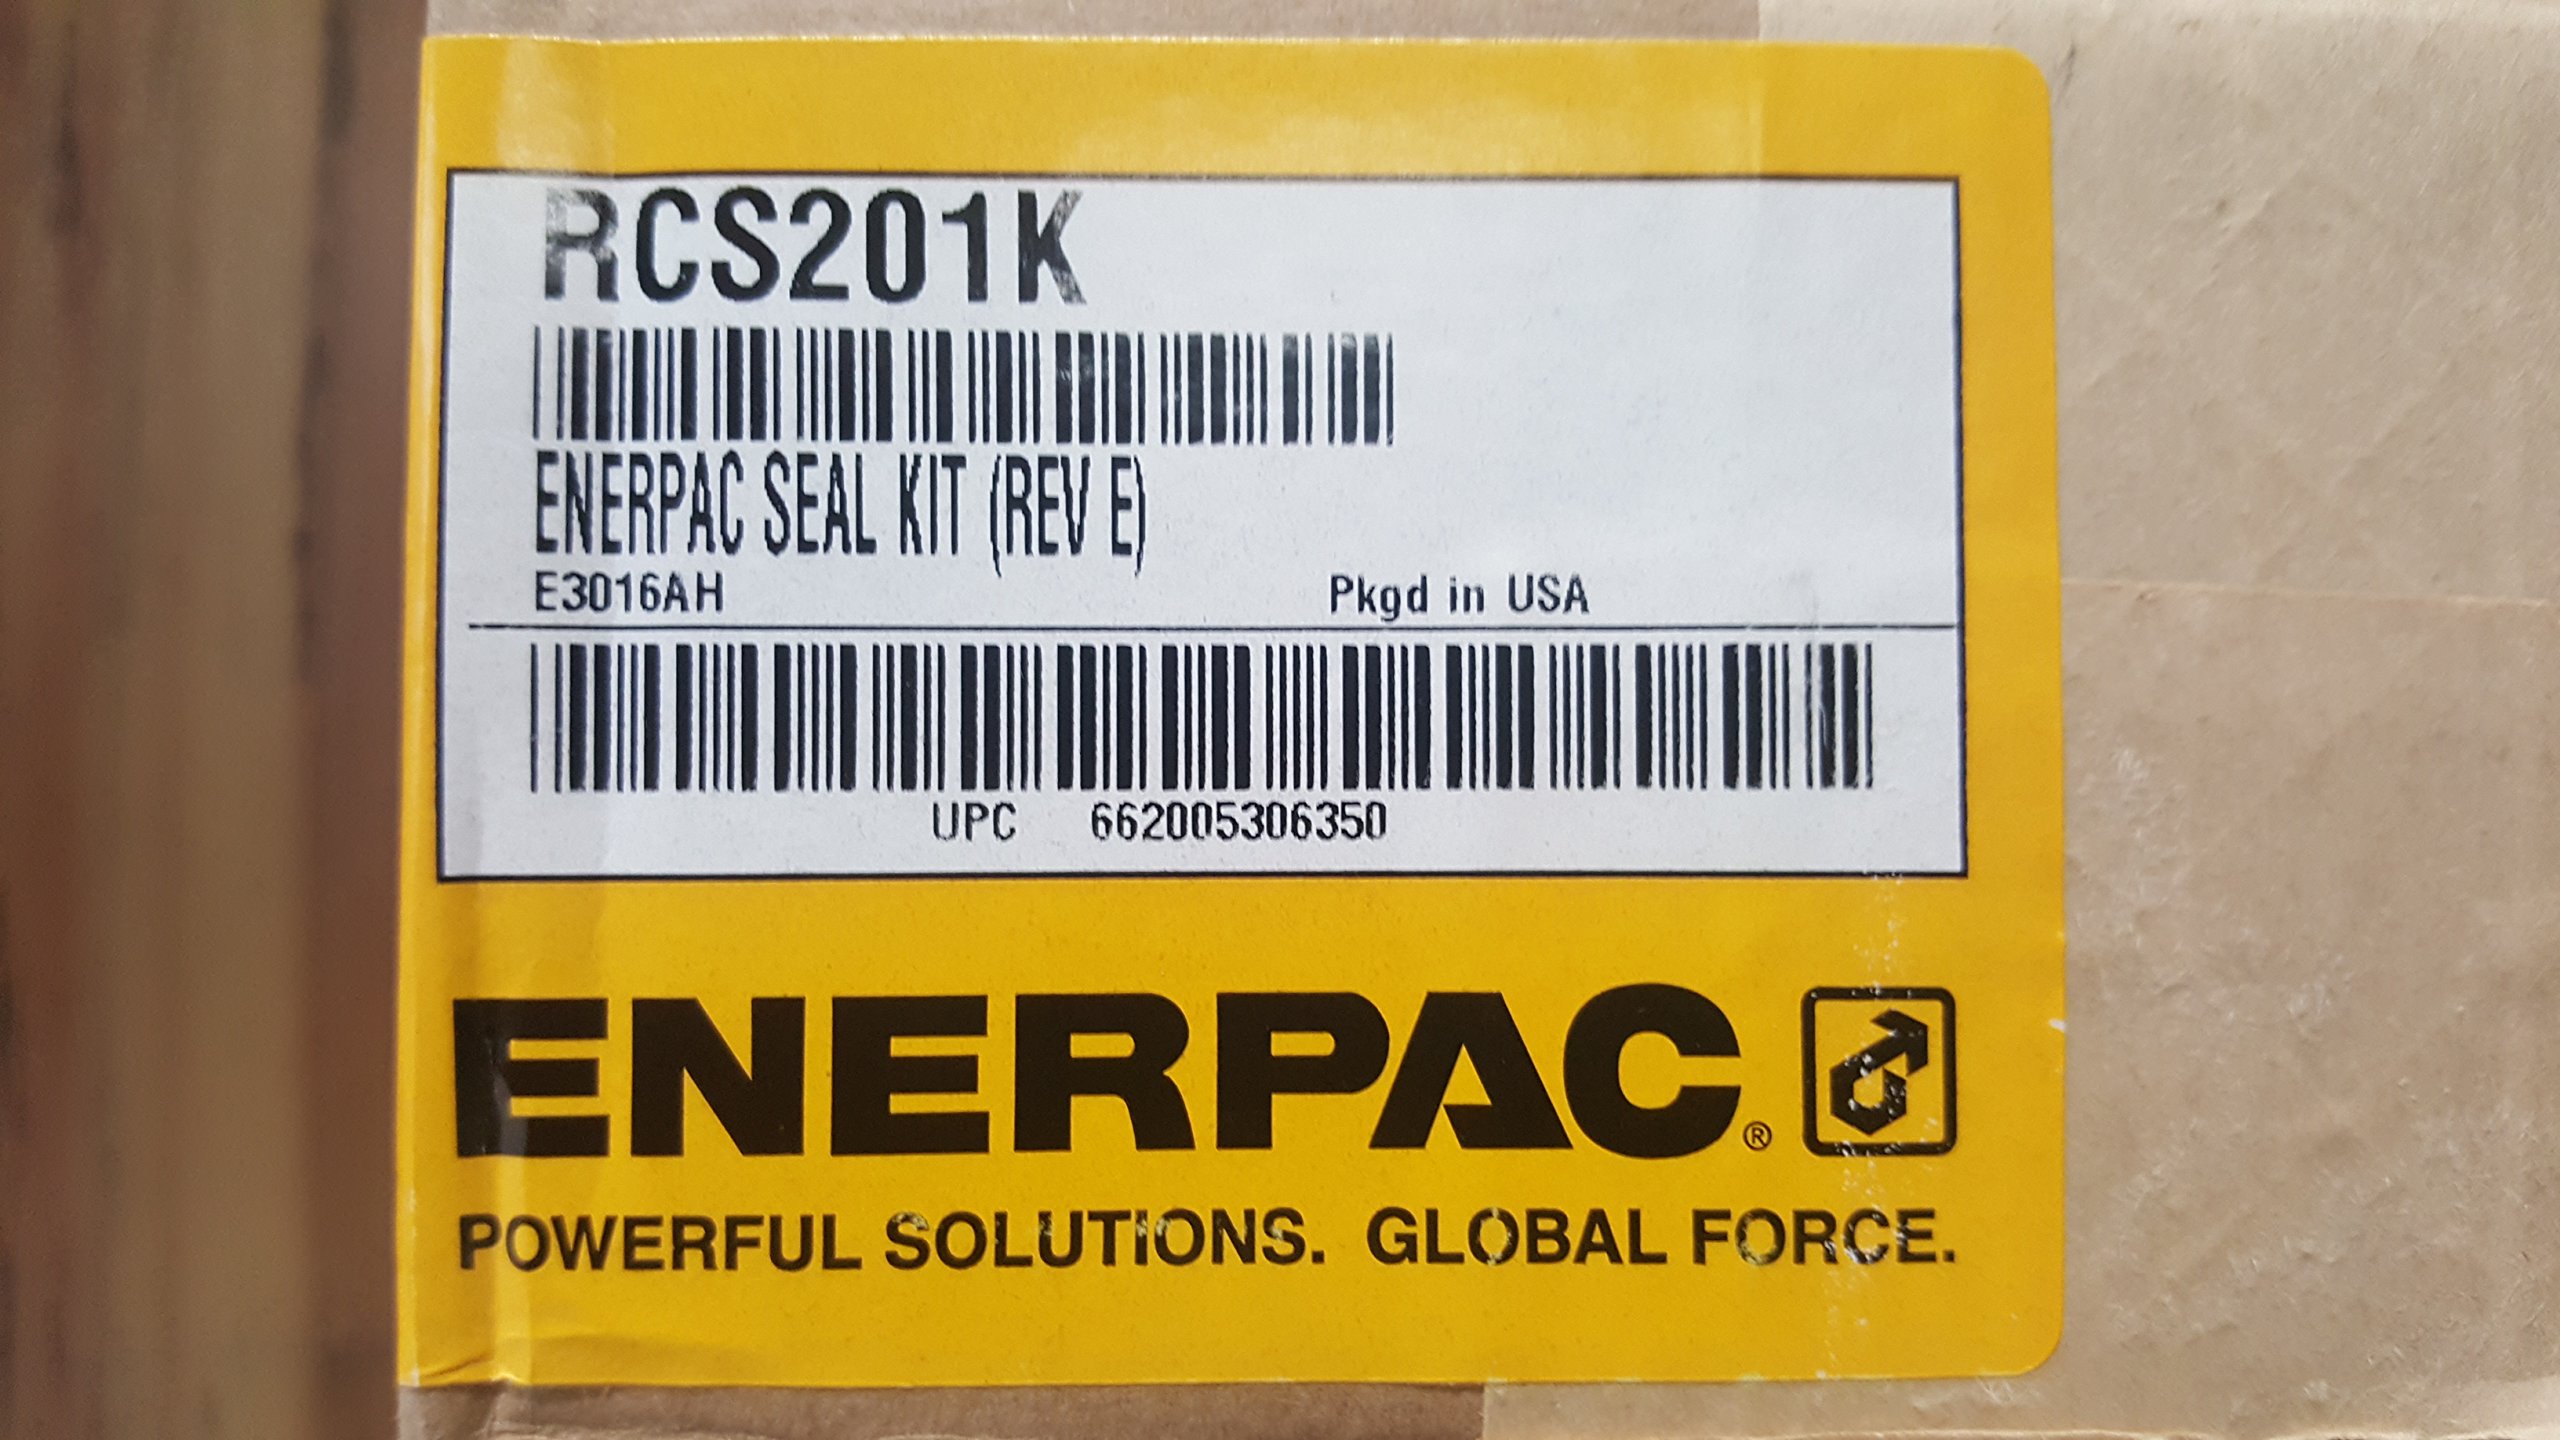 RCS201K
ENERPAC SEAL KIT (REV E)
E3016AH Pkgd in USA
UPC 662005306350
ENERPAC®
POWERFUL SOLUTIONS. GLOBAL FORCE.